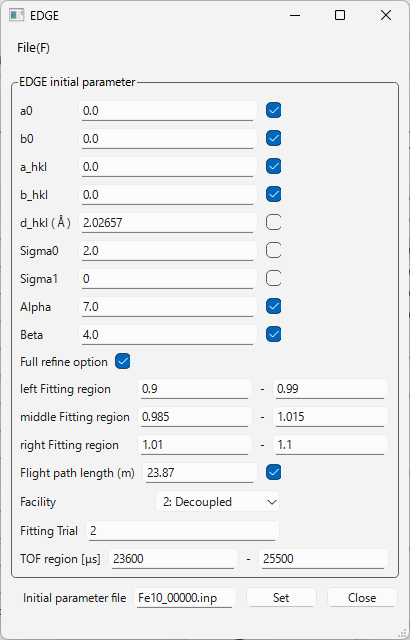 EDGE
File(F)
EDGE initial parameter
a0 0.0
b0 0.0
a_hkl 0.0
b_hkl 0.0
d_hkl (Å) 2.02657
Sigma0 2.0
Sigma1 0
Alpha 7.0
Beta 4.0
Full refine option
left Fitting region 0.9 - 0.99
middle Fitting region 0.985 - 1.015
right Fitting region 1.01 - 1.1
Flight path length (m) 23.87
Facility 2: Decoupled
Fitting Trial 2
TOF region [μs] 23600 - 25500
Initial parameter file Fe10_00000.inp Set Close